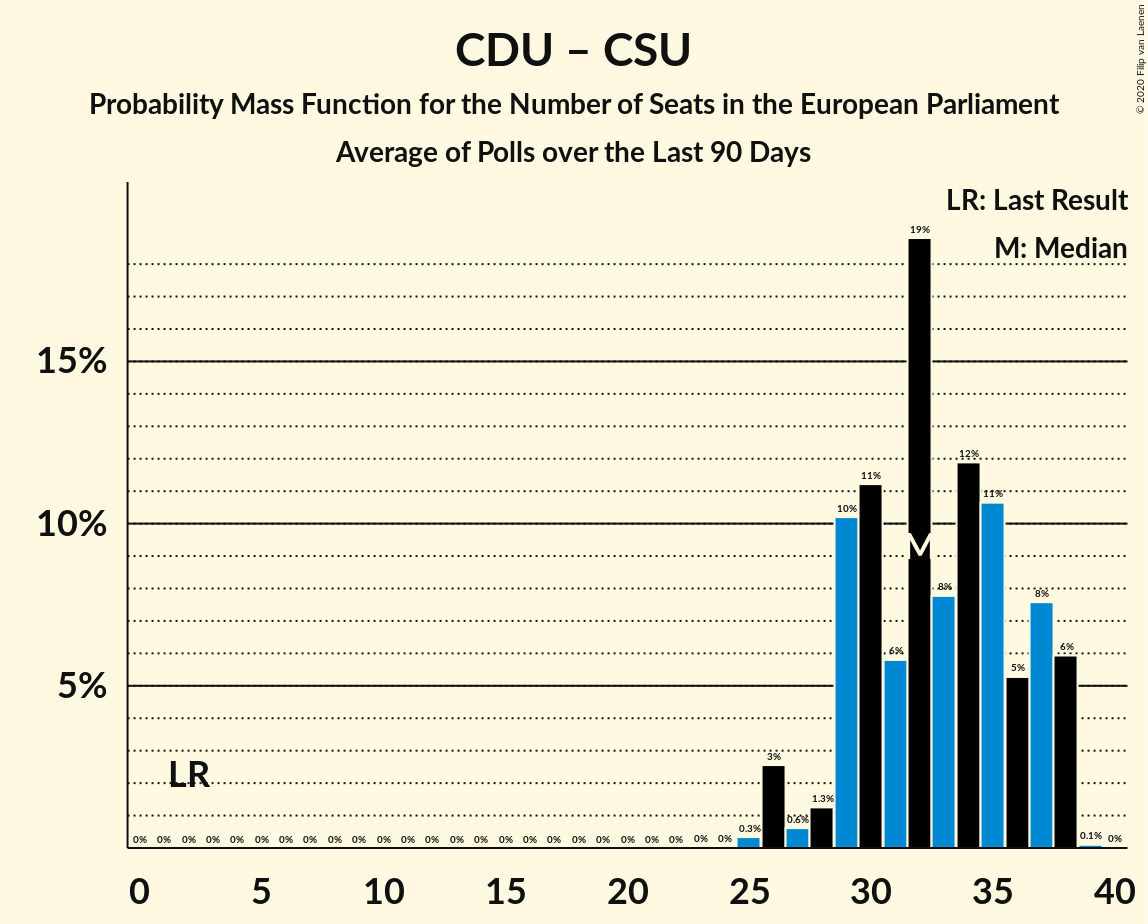 CDU – CSU
Probability Mass Function for the Number of Seats in the European Parliament
Average of Polls over the Last 90 Days
© 2020 Filip van Laenen
LR: Last Result
M: Median
19%
15%
12%
11%
11%
10%
10%
M
8%
8%
6%
6%
5%
5%
LR
3%
1.3%
0.6%
0.3%
0.1%
0% 0% 0% 0% 0% 0% 0% 0% 0% 0% 0% 0% 0% 0% 0% 0% 0% 0% 0% 0% 0% 0% 0% 0% 0% 0%
0 5 10 15 20 25 30 35 40